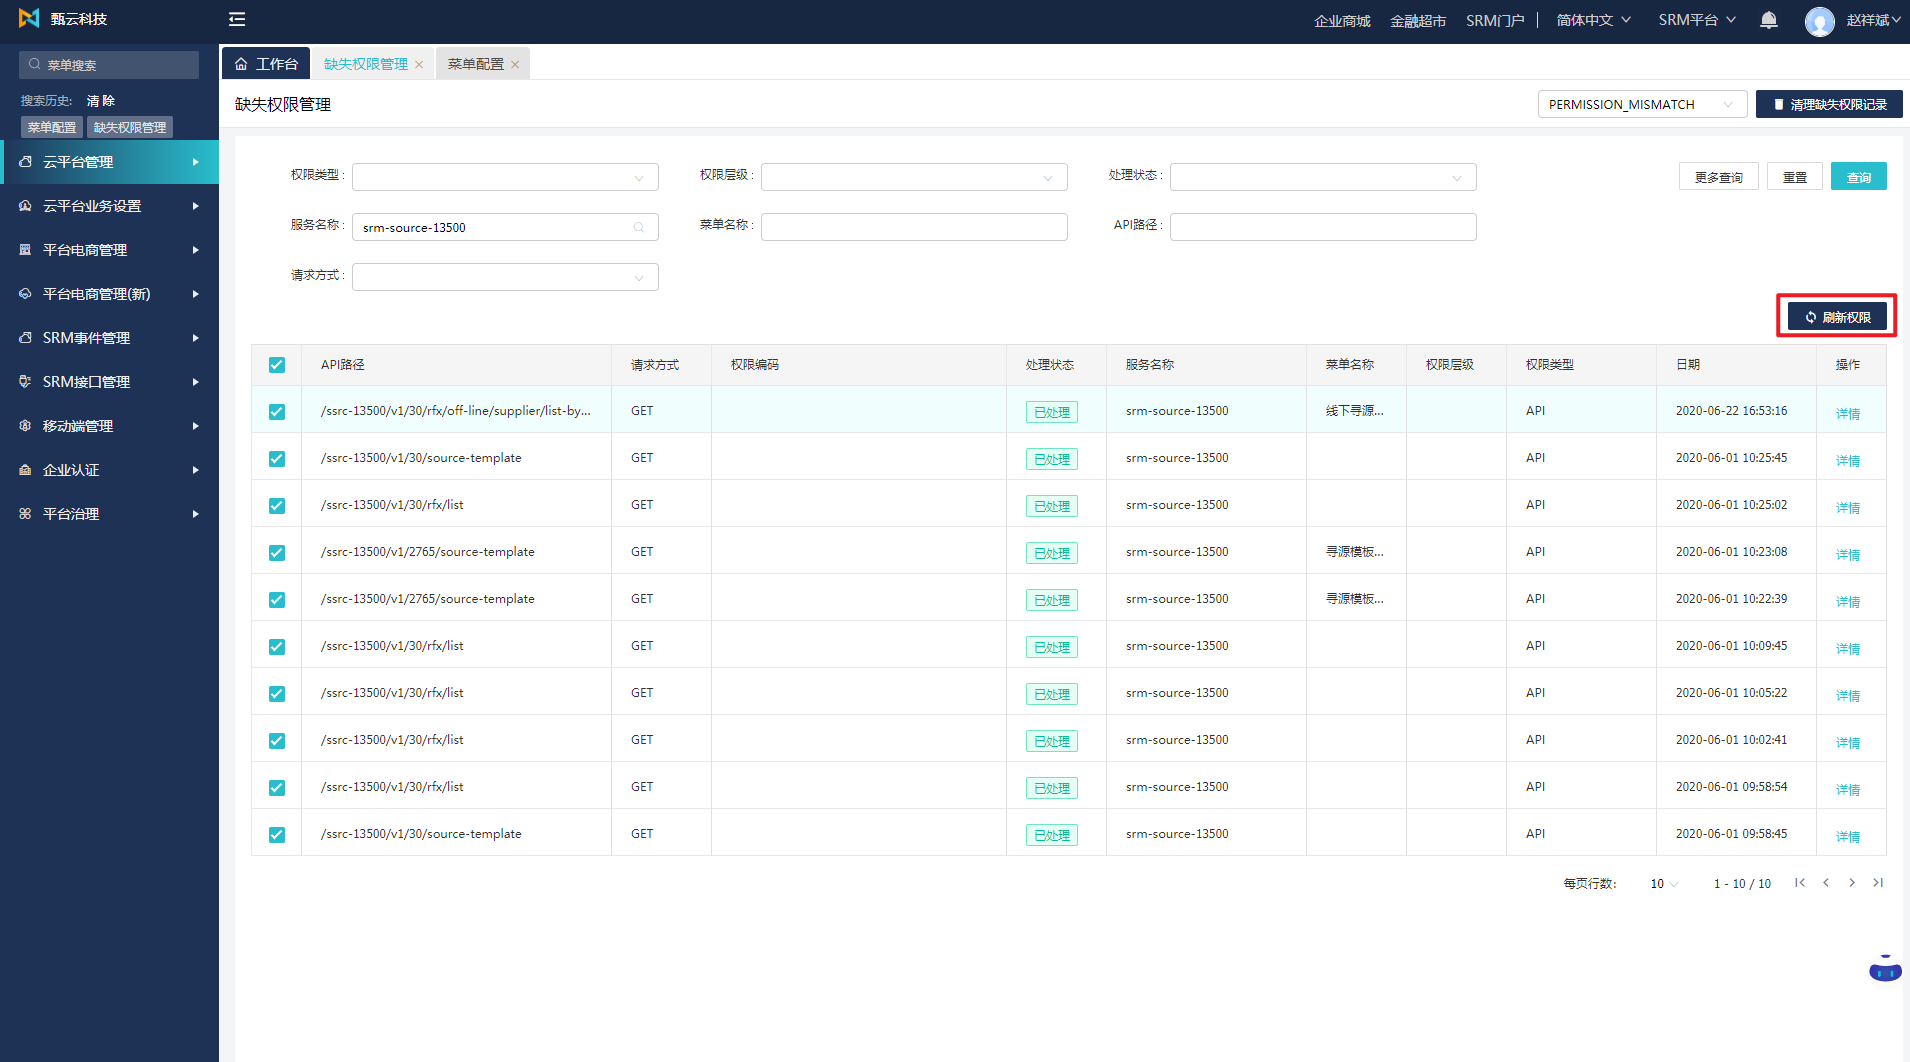 甄云科技
企业商城 金融超市 SRM门户 简体中文 SRM平台 赵祥斌
菜单搜索
搜索历史: 清 除
菜单配置 缺失权限管理
云平台管理
云平台业务设置
平台电商管理
平台电商管理(新)
SRM事件管理
SRM接口管理
移动端管理
企业认证
平台治理
工作台 缺失权限管理 菜单配置
缺失权限管理 PERMISSION_MISMATCH 清理缺失权限记录
权限类型 : 权限层级 : 处理状态 : 更多查询 重置 查询
服务名称 : srm-source-13500 菜单名称 : API路径 :
请求方式 :
刷新权限
API路径 请求方式 权限编码 处理状态 服务名称 菜单名称 权限层级 权限类型 日期 操作
/ssrc-13500/v1/30/rfx/off-line/supplier/list-by... GET 已处理 srm-source-13500 线下寻源... API 2020-06-22 16:53:16 详情
/ssrc-13500/v1/30/source-template GET 已处理 srm-source-13500 API 2020-06-01 10:25:45 详情
/ssrc-13500/v1/30/rfx/list GET 已处理 srm-source-13500 API 2020-06-01 10:25:02 详情
/ssrc-13500/v1/2765/source-template GET 已处理 srm-source-13500 寻源模板... API 2020-06-01 10:23:08 详情
/ssrc-13500/v1/2765/source-template GET 已处理 srm-source-13500 寻源模板... API 2020-06-01 10:22:39 详情
/ssrc-13500/v1/30/rfx/list GET 已处理 srm-source-13500 API 2020-06-01 10:09:45 详情
/ssrc-13500/v1/30/rfx/list GET 已处理 srm-source-13500 API 2020-06-01 10:05:22 详情
/ssrc-13500/v1/30/rfx/list GET 已处理 srm-source-13500 API 2020-06-01 10:02:41 详情
/ssrc-13500/v1/30/rfx/list GET 已处理 srm-source-13500 API 2020-06-01 09:58:54 详情
/ssrc-13500/v1/30/source-template GET 已处理 srm-source-13500 API 2020-06-01 09:58:45 详情
每页行数: 10 1 - 10 / 10